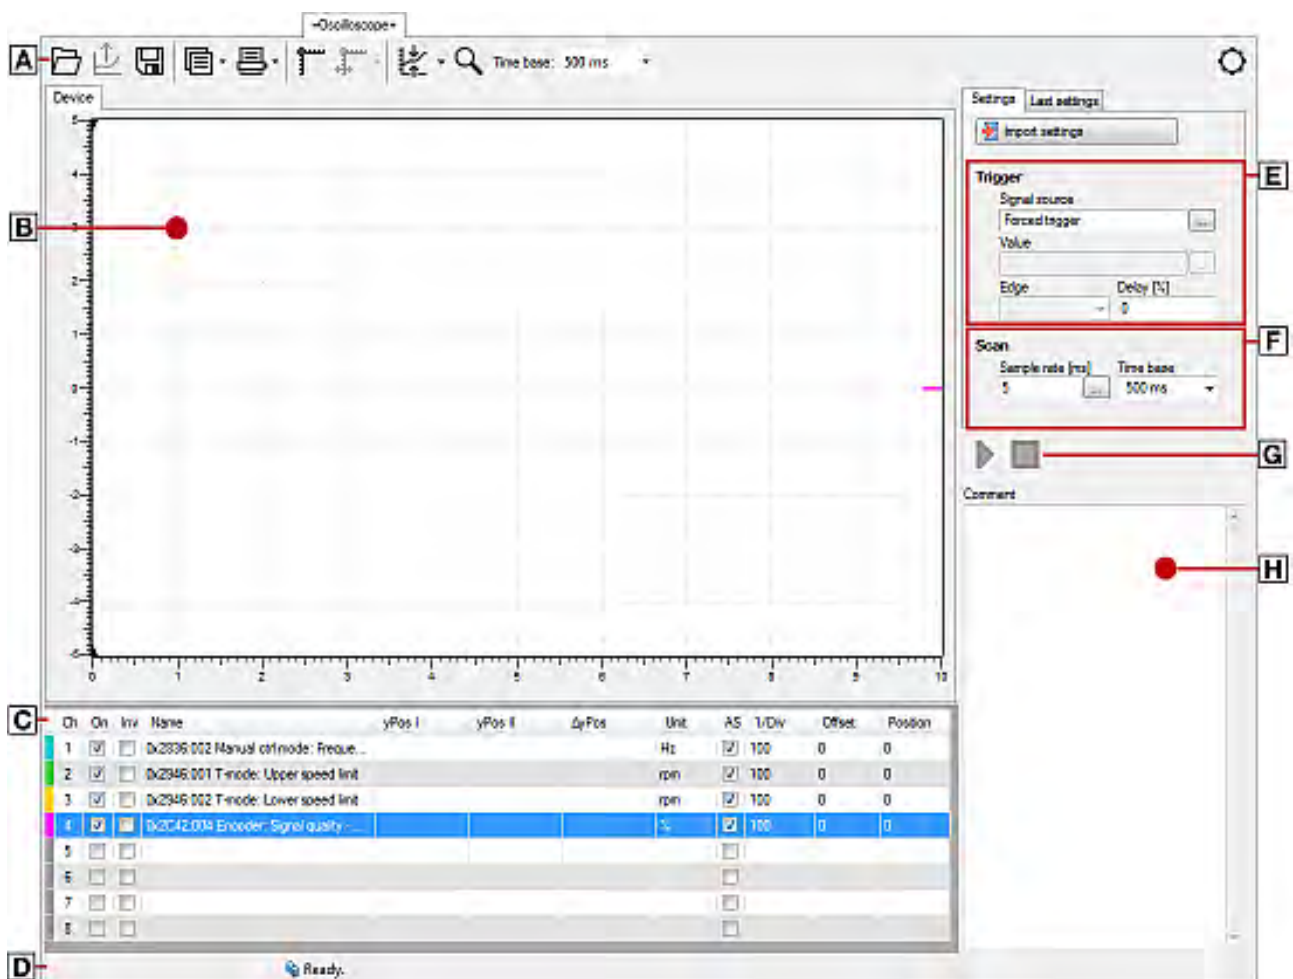 -=Oscilloscope=-
A
Time base: 500 ms
Device
Settings Last settings
Import settings
E
Trigger
Signal source
Forced trigger
...
Value
Edge Delay [%]
0
F
Scan
Sample rate [ms] Time base
5 ... 500 ms
G
Comment
H
B
5
4
3
2
1
0
-1
-2
-3
-4
-5
0 1 2 3 4 5 6 7 8 9 10
C
Ch On Inv Name yPos I yPos II ΔyPos Unit AS 1/Div Offset Position
1 0x2836:002 Manual ctrl mode: Freque... Hz 100 0 0
2 0x2946:001 T-mode: Upper speed limit rpm 100 0 0
3 0x2946:002 T-mode: Lower speed limit rpm 100 0 0
4 0x2C42:004 Encoder: Signal quality - ... % 100 0 0
5
6
7
8
D
Ready.